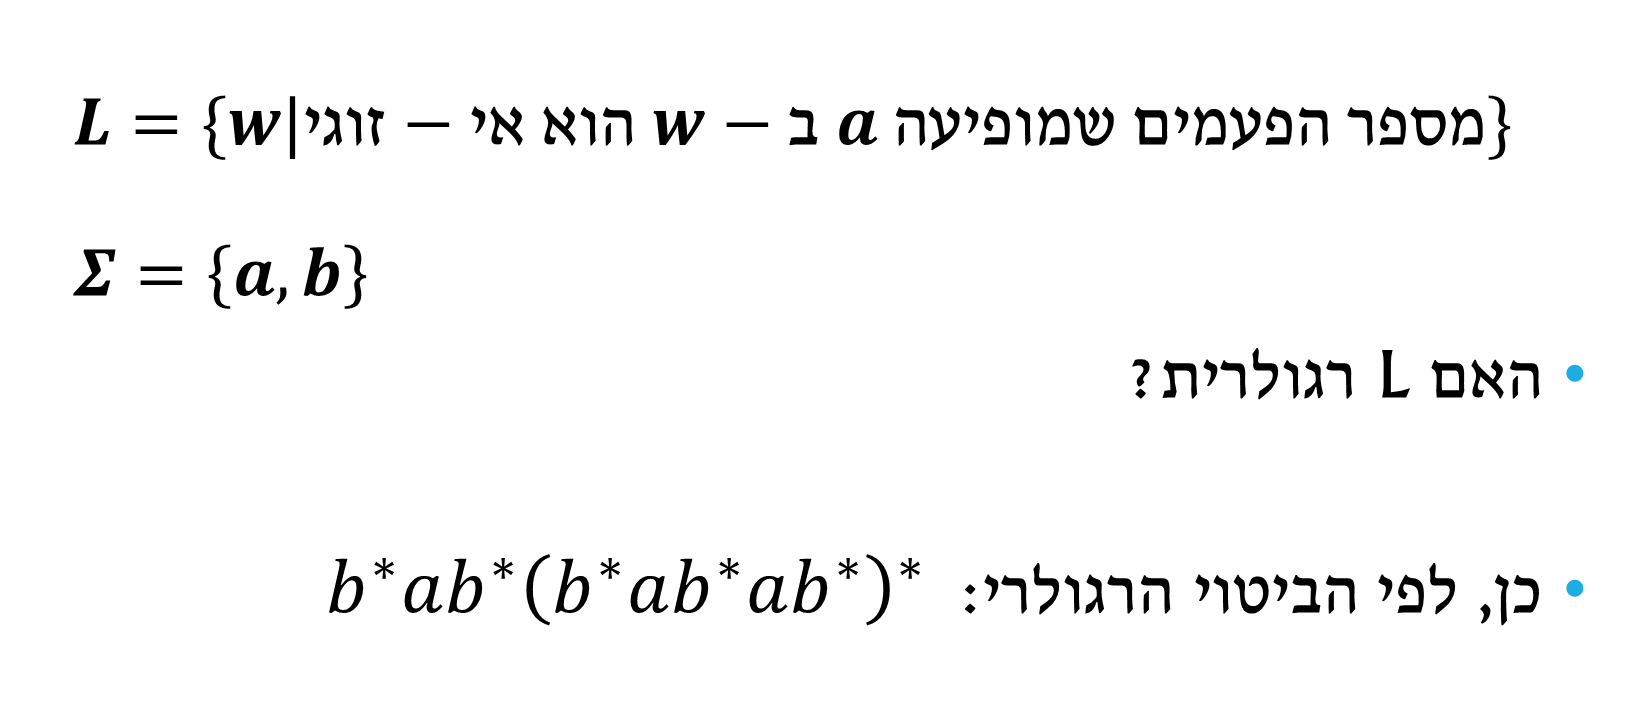 L = {w|מספר הפעמים שמופיעה a ב − w הוא אי − זוגי}
Σ = {a, b}
• האם L רגולרית?
• כן, לפי הביטוי הרגולרי: b*ab*(b*ab*ab*)*